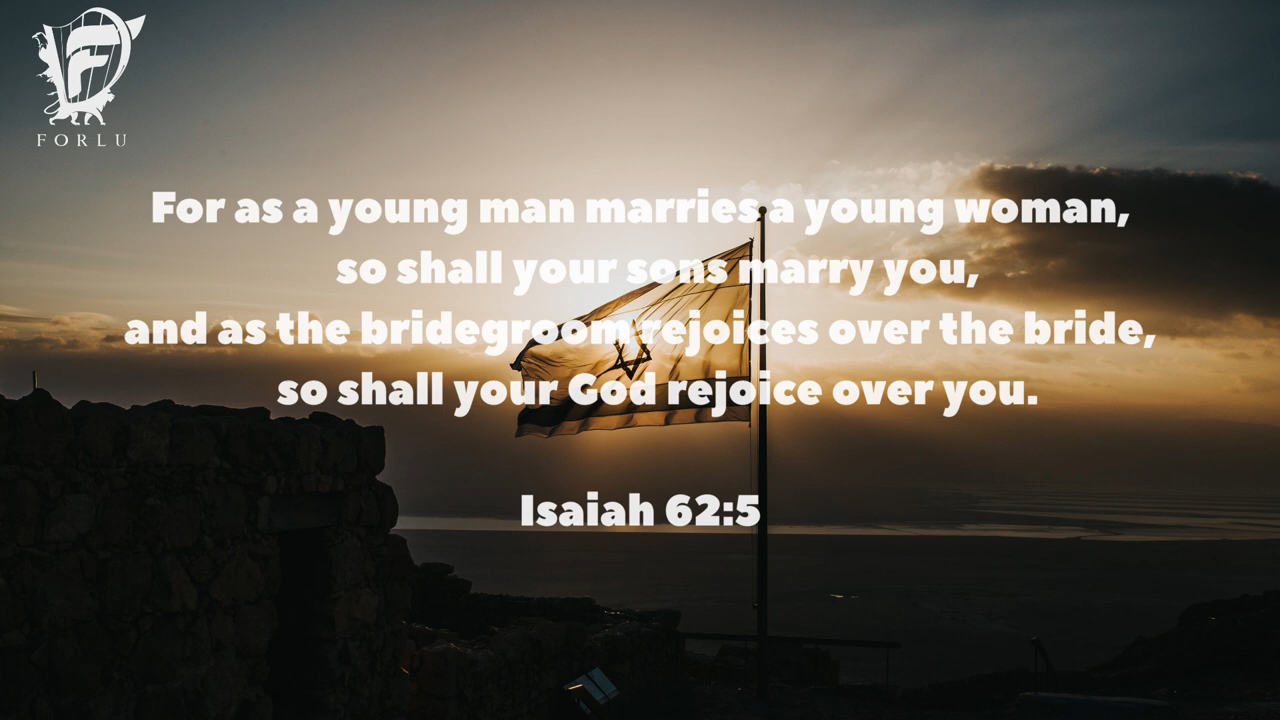 FORLU
For as a young man marries a young woman,
so shall your sons marry you,
and as the bridegroom rejoices over the bride,
so shall your God rejoice over you.
Isaiah 62:5